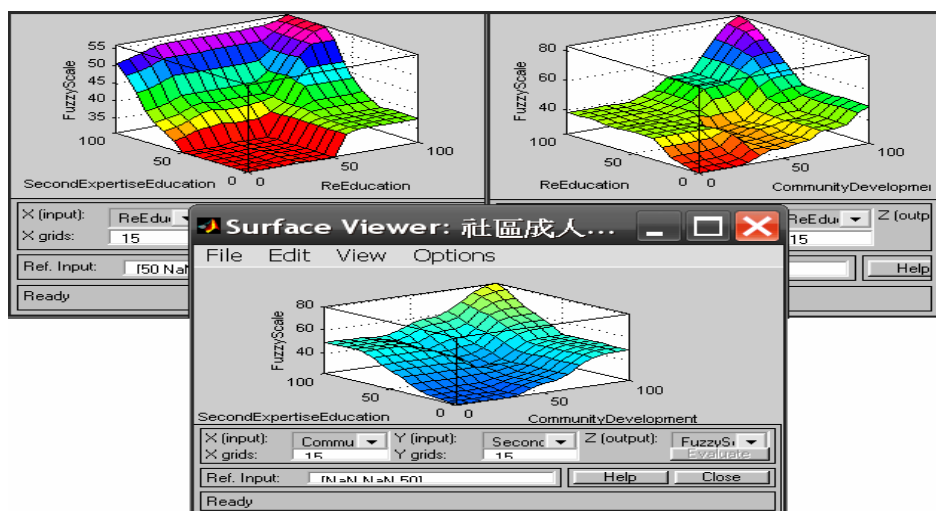 55
50
45
40
35
100
50
0 0
50
100
FuzzyScale
SecondExpertiseEducation
ReEducation
X (input): ReEdu
X grids: 15
Ref. Input: [50 NaN
Ready
80
60
40
100
50
0 0
50
100
FuzzyScale
ReEducation
CommunityDevelopmen
ReEdu Z (outp
15
Help
Surface Viewer: 社區成人...
File Edit View Options
80
60
40
100
50
0 0
50
100
FuzzyScale
SecondExpertiseEducation
CommunityDevelopment
X (input): Commu Y (input): Second Z (output): FuzzyS
X grids: 15 Y grids: 15 Evaluate
Ref. Input: [NaN NaN 50] Help Close
Ready